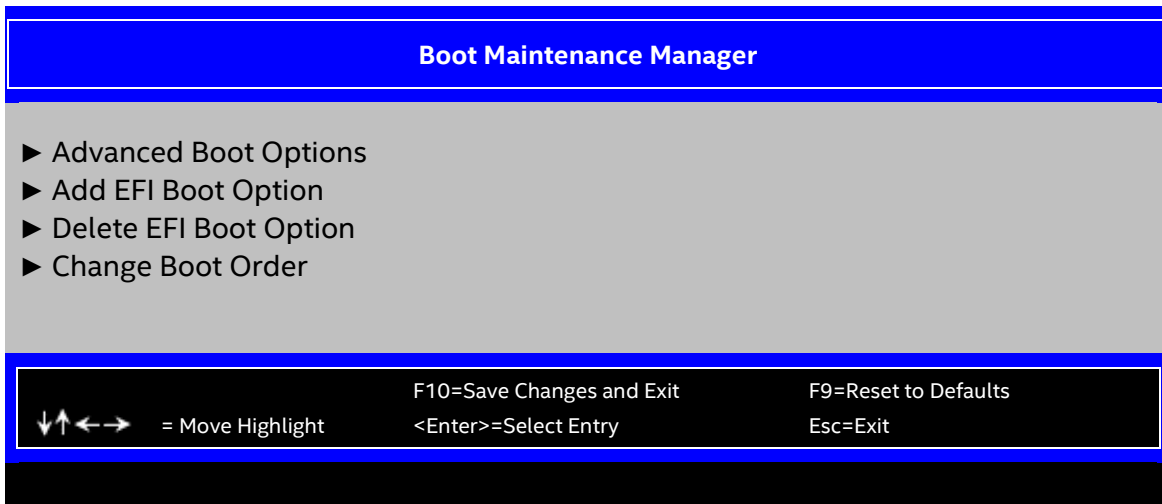 Boot Maintenance Manager
► Advanced Boot Options
► Add EFI Boot Option
► Delete EFI Boot Option
► Change Boot Order
F10=Save Changes and Exit F9=Reset to Defaults
↓↑←→ = Move Highlight <Enter>=Select Entry Esc=Exit